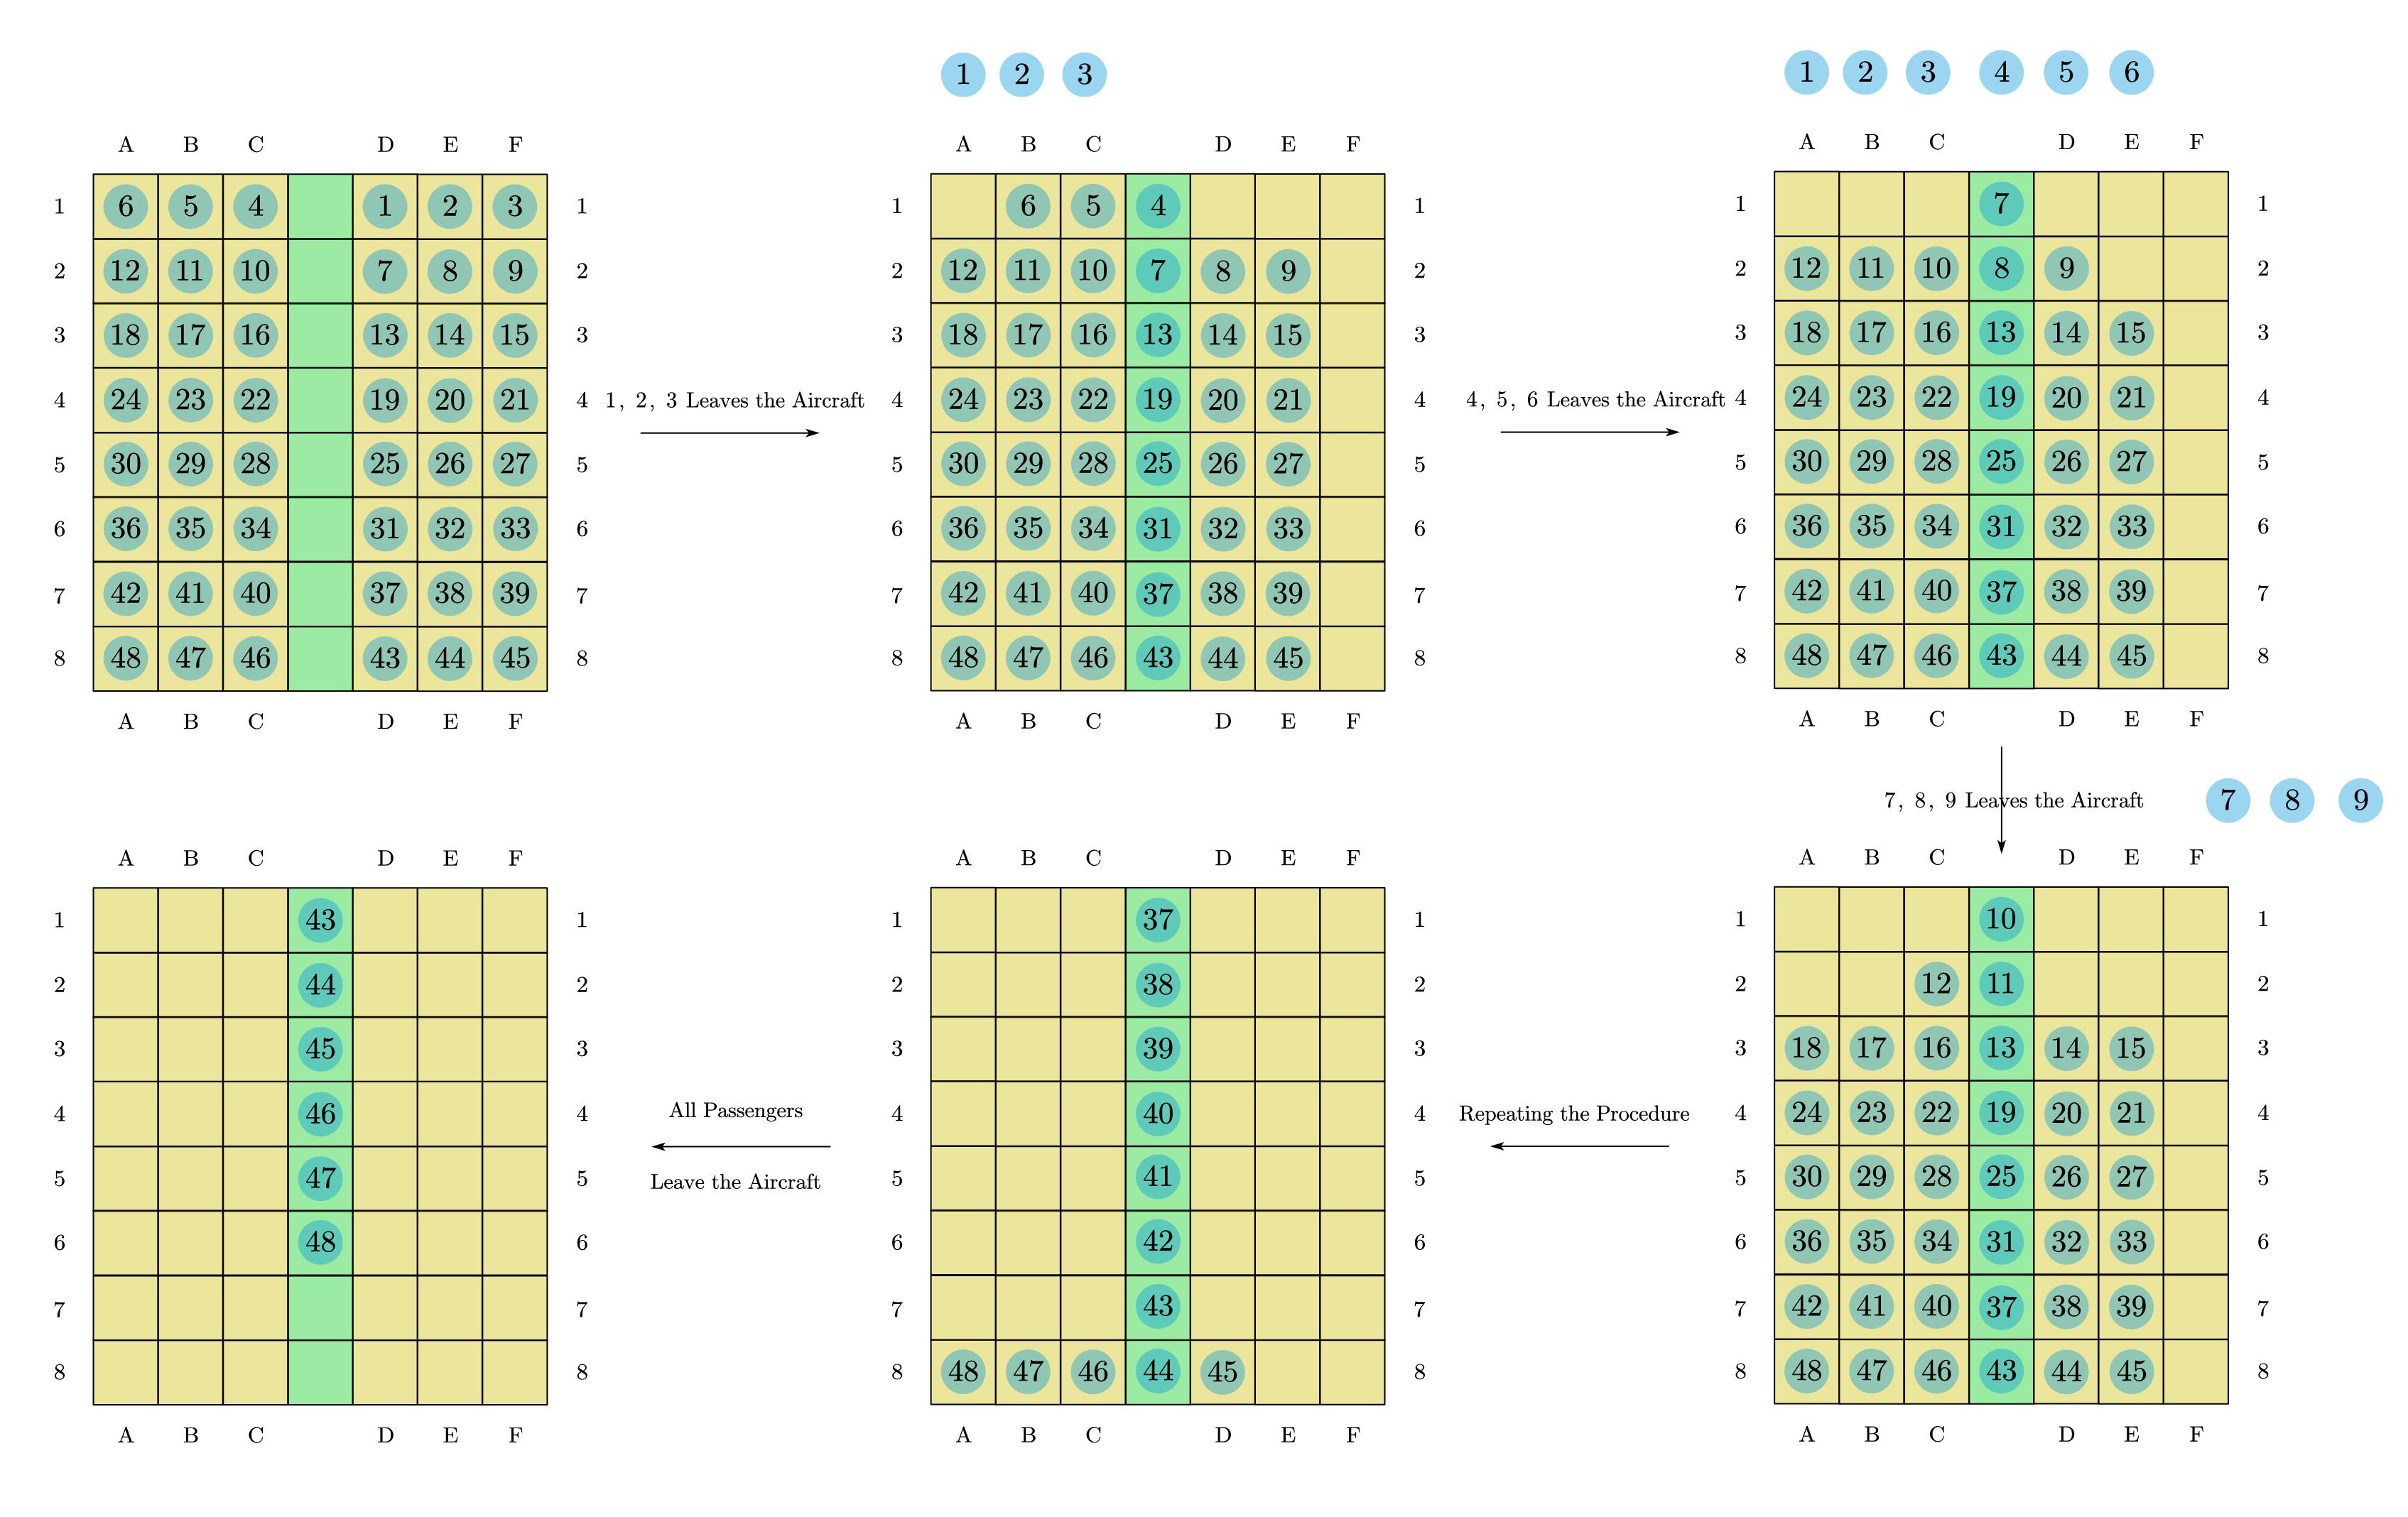 A B C D E F
1 6 5 4 1 2 3 1
2 12 11 10 7 8 9 2
3 18 17 16 13 14 15 3
4 24 23 22 19 20 21 4
5 30 29 28 25 26 27 5
6 36 35 34 31 32 33 6
7 42 41 40 37 38 39 7
8 48 47 46 43 44 45 8
A B C D E F
1, 2, 3 Leaves the Aircraft
1 2 3
A B C D E F
1 6 5 4 1
2 12 11 10 7 8 9 2
3 18 17 16 13 14 15 3
4 24 23 22 19 20 21 4
5 30 29 28 25 26 27 5
6 36 35 34 31 32 33 6
7 42 41 40 37 38 39 7
8 48 47 46 43 44 45 8
A B C D E F
4, 5, 6 Leaves the Aircraft
1 2 3 4 5 6
A B C D E F
1 7 1
2 12 11 10 8 9 2
3 18 17 16 13 14 15 3
4 24 23 22 19 20 21 4
5 30 29 28 25 26 27 5
6 36 35 34 31 32 33 6
7 42 41 40 37 38 39 7
8 48 47 46 43 44 45 8
A B C D E F
7, 8, 9 Leaves the Aircraft
7 8 9
A B C D E F
1 10 1
2 12 11 2
3 18 17 16 13 14 15 3
4 24 23 22 19 20 21 4
5 30 29 28 25 26 27 5
6 36 35 34 31 32 33 6
7 42 41 40 37 38 39 7
8 48 47 46 43 44 45 8
A B C D E F
Repeating the Procedure
A B C D E F
1 37 1
2 38 2
3 39 3
4 40 4
5 41 5
6 42 6
7 43 7
8 48 47 46 44 45 8
A B C D E F
All Passengers
Leave the Aircraft
A B C D E F
1 43 1
2 44 2
3 45 3
4 46 4
5 47 5
6 48 6
7 7
8 8
A B C D E F